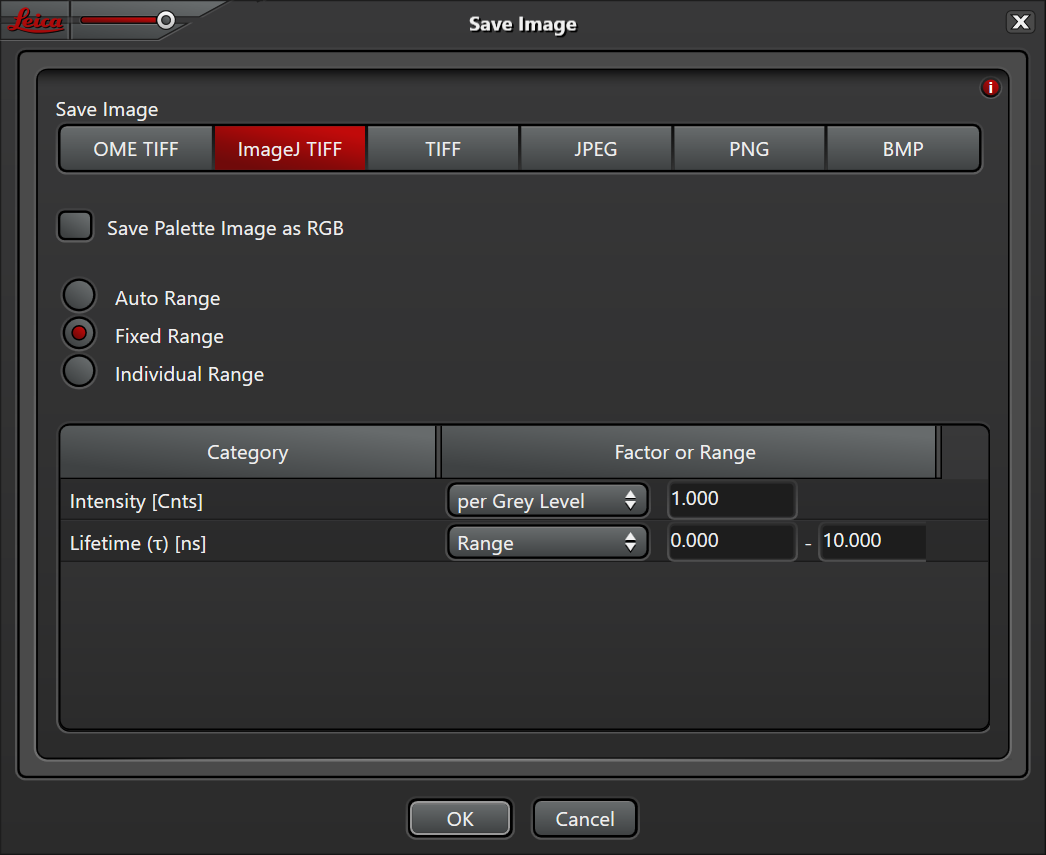 Leica
Save Image
Save Image
OME TIFF ImageJ TIFF TIFF JPEG PNG BMP
Save Palette Image as RGB
Auto Range
Fixed Range
Individual Range
Category Factor or Range
Intensity [Cnts] per Grey Level 1.000
Lifetime (τ) [ns] Range 0.000 - 10.000
OK Cancel